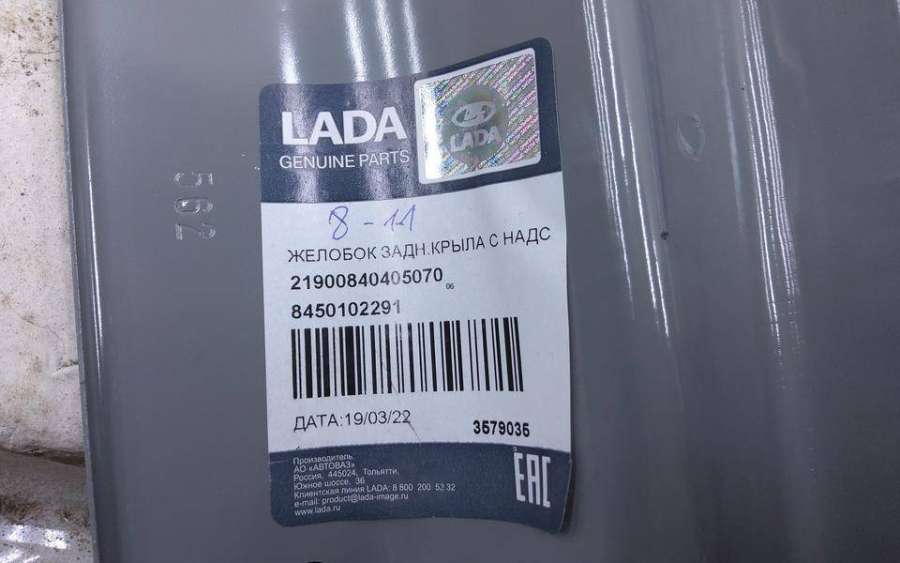 LADA
GENUINE PARTS
LADA
8-11
ЖЕЛОБОК ЗАДН.КРЫЛА С НАДС
21900840405070 06
8450102291
ДАТА:19/03/22
3579035
Производитель:
АО «АВТОВАЗ»
Россия, 445024, Тольятти,
Южное шоссе, 36
Клиентская линия LADA: 8 800 200 52 32
e-mail: product@lada-image.ru
www.lada.ru
EAC